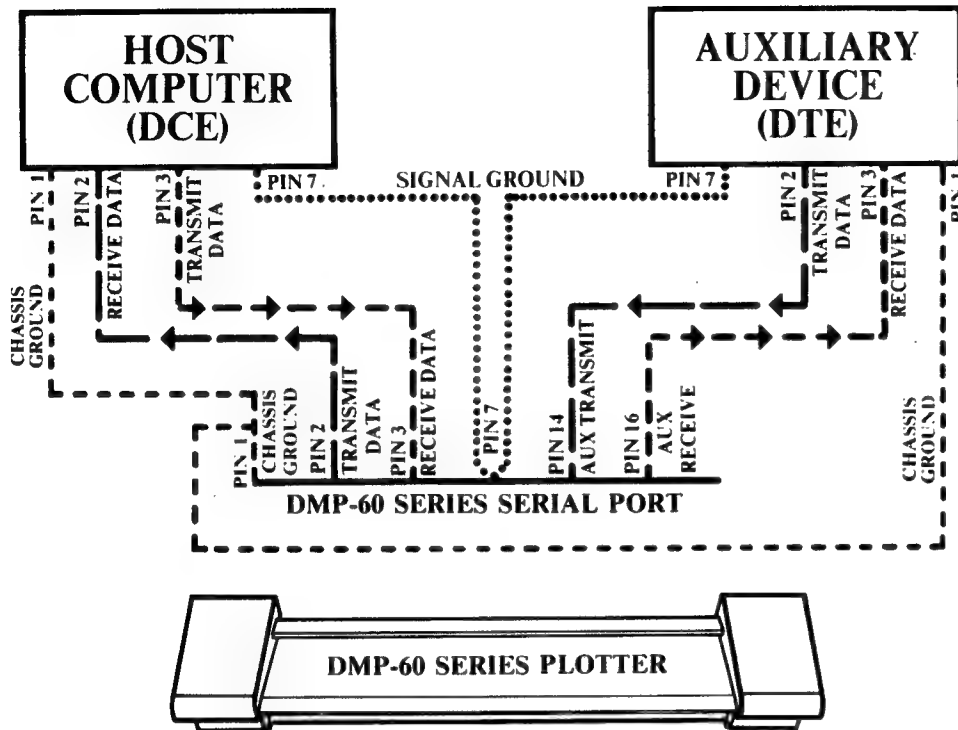 HOST
COMPUTER
(DCE)
AUXILIARY
DEVICE
(DTE)
PIN 1
PIN 2
RECEIVE DATA
PIN 3
TRANSMIT
DATA
PIN 7
SIGNAL GROUND
PIN 7
PIN 2
TRANSMIT
DATA
PIN 3
RECEIVE DATA
PIN 1
CHASSIS
GROUND
PIN 1
CHASSIS
GROUND
PIN 2
TRANSMIT
DATA
PIN 3
RECEIVE DATA
PIN 7
PIN 14
AUX TRANSMIT
PIN 16
AUX
RECEIVE
CHASSIS
GROUND
DMP-60 SERIES SERIAL PORT
DMP-60 SERIES PLOTTER